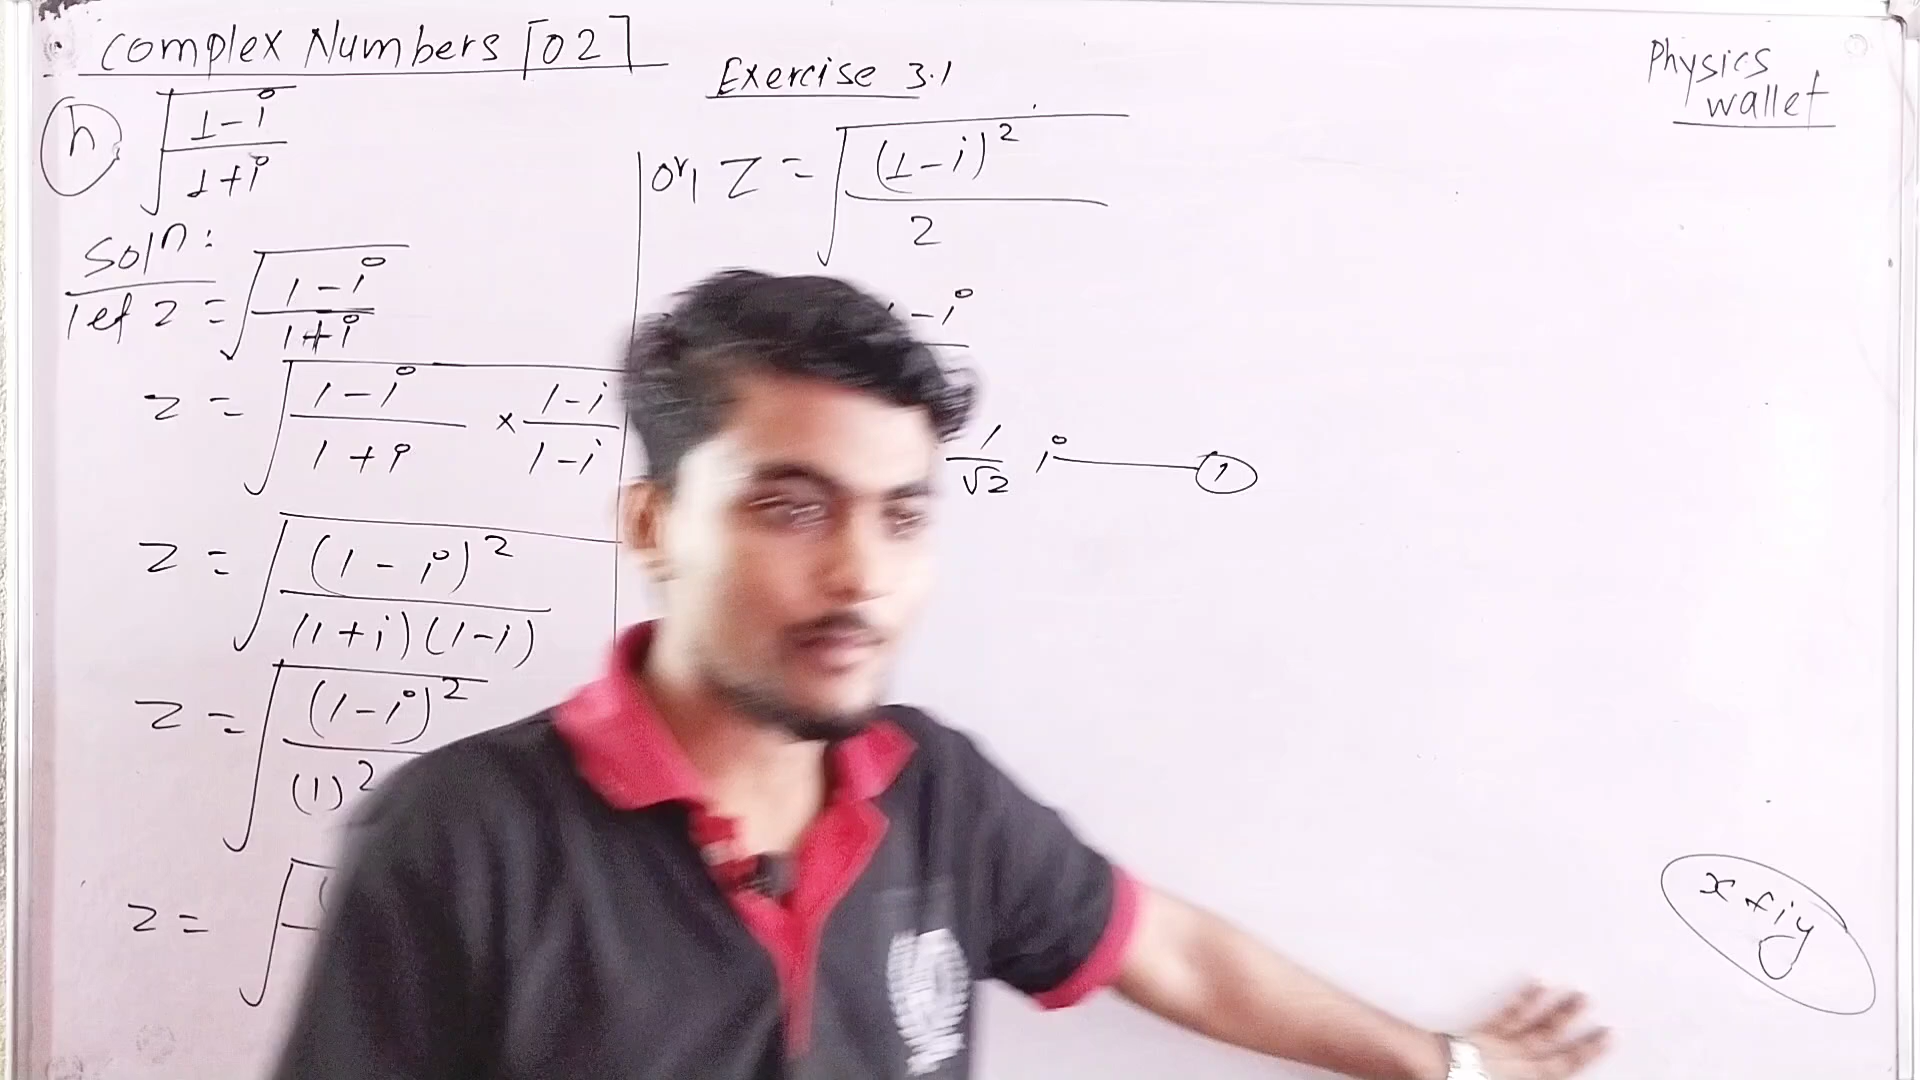 Complex Numbers [02]
Exercise 3.1
Physics
wallet
(h) √((1-i)/(1+i))
Soln:
let z = √((1-i)/(1+i))
z = √((1-i)/(1+i) × (1-i)/(1-i))
z = √((1-i)²/((1+i)(1-i)))
z = √((1-i)²/(1)²
z = √(
or, z = √((1-i)²/2)
-i
1/√2 i —— (1)
x+iy